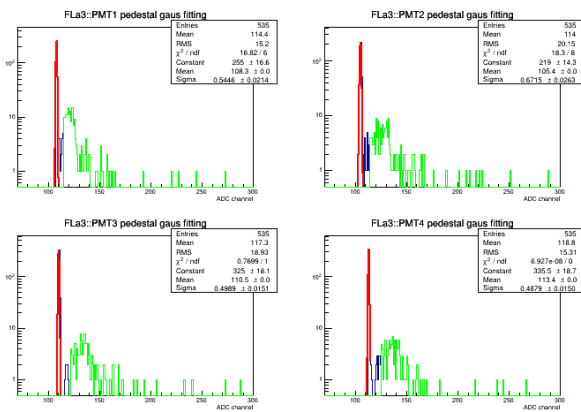 FLa3::PMT1 pedestal gaus fitting
Entries 535
Mean 114.4
RMS 15.2
χ² / ndf 16.82 / 6
Constant 255 ± 16.6
108.3 ± 0.0
Sigma 0.5446 ± 0.0214
10²
10
1
100 150 200 250 300
ADC channel
FLa3::PMT2 pedestal gaus fitting
Entries 535
Mean 114
RMS 20.15
χ² / ndf 18.3 / 8
Constant 219 ± 14.3
Mean 105.4 ± 0.0
Sigma 0.6715 ± 0.0263
10²
10
1
100 150 200 250 300
ADC channel
FLa3::PMT3 pedestal gaus fitting
Entries 535
Mean 117.3
RMS 18.93
χ² / ndf 0.7699 / 1
Constant 325 ± 18.1
Mean 110.5 ± 0.0
Sigma 0.4989 ± 0.0151
10²
10
1
100 150 200 250 300
ADC channel
FLa3::PMT4 pedestal gaus fitting
Entries 535
Mean 118.8
RMS 15.31
χ² / ndf 6.927e-08 / 0
Constant 335.5 ± 18.7
Mean 113.4 ± 0.0
Sigma 0.4879 ± 0.0150
10²
10
1
100 150 200 250 300
ADC channel